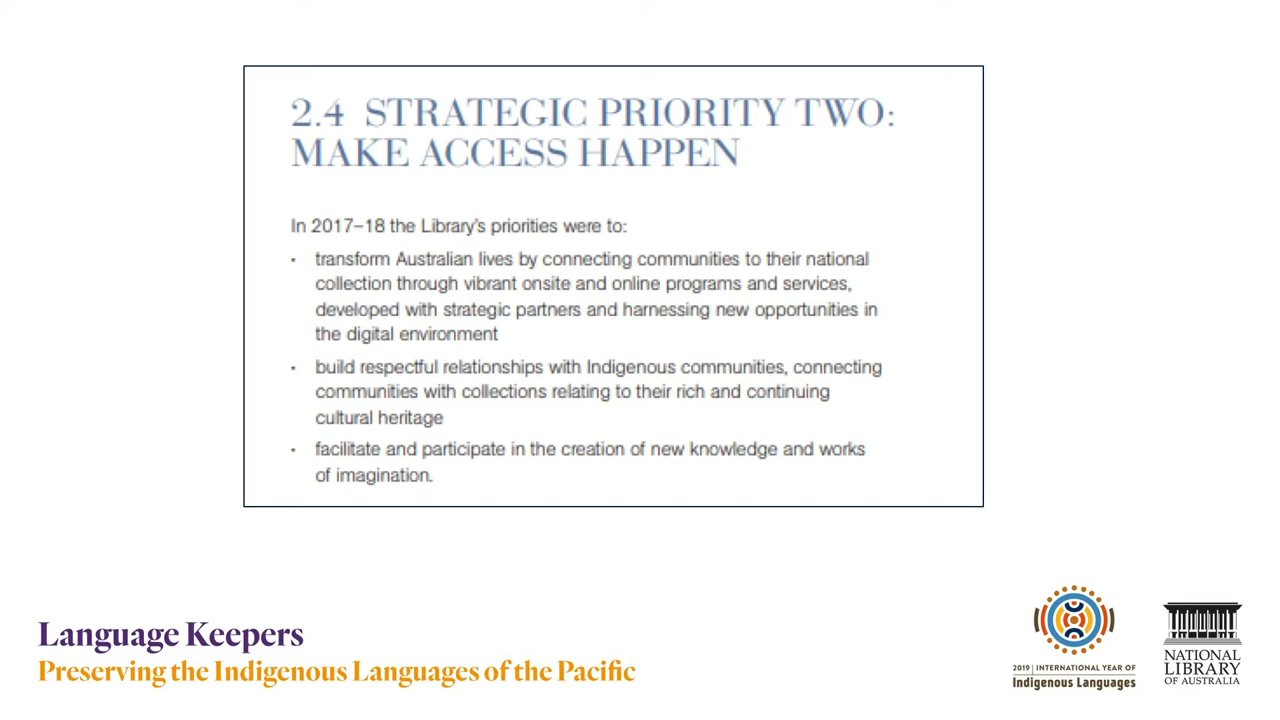 2.4 STRATEGIC PRIORITY TWO:
MAKE ACCESS HAPPEN
In 2017–18 the Library's priorities were to:
• transform Australian lives by connecting communities to their national
collection through vibrant onsite and online programs and services,
developed with strategic partners and harnessing new opportunities in
the digital environment
• build respectful relationships with Indigenous communities, connecting
communities with collections relating to their rich and continuing
cultural heritage
• facilitate and participate in the creation of new knowledge and works
of imagination.
Language Keepers
Preserving the Indigenous Languages of the Pacific
2019 | INTERNATIONAL YEAR OF
Indigenous Languages
NATIONAL
LIBRARY
OF AUSTRALIA